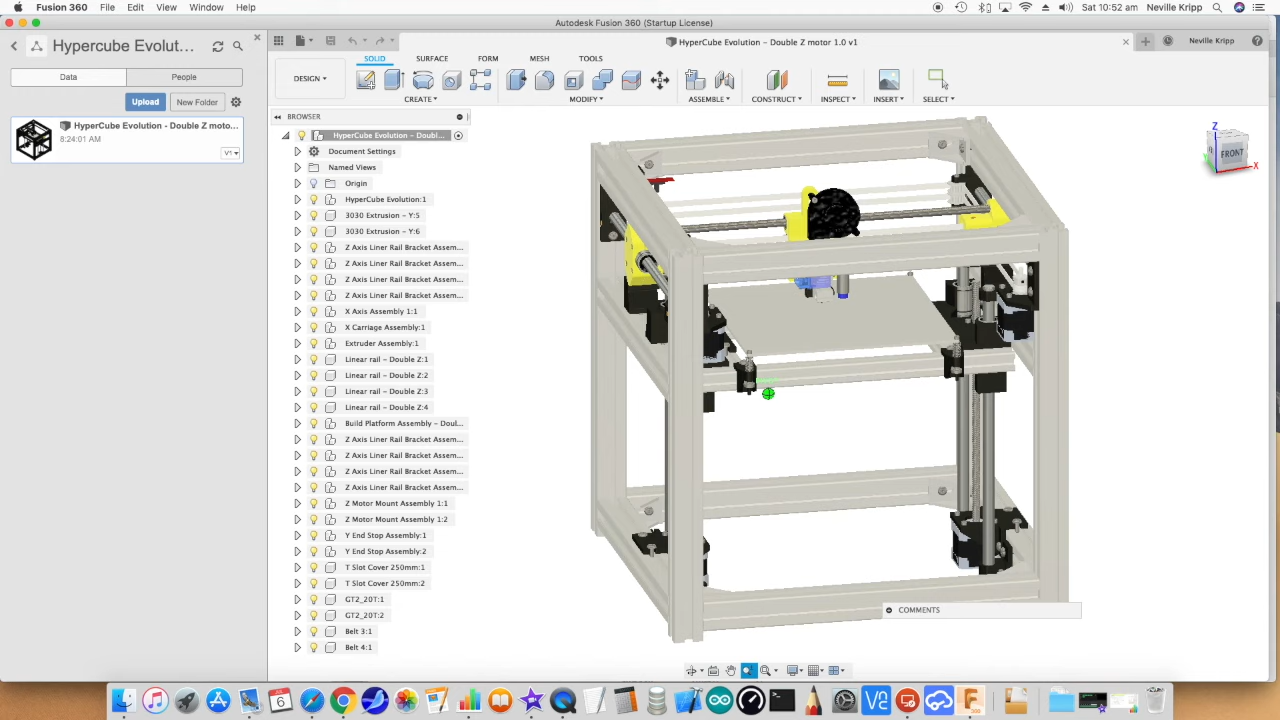 Fusion 360 File Edit View Window Help
Sat 10:52 am Neville Kripp
Autodesk Fusion 360 (Startup License)
Hypercube Evolut...
Data People
Upload New Folder
HyperCube Evolution - Double Z moto...
8:24:01 AM
V1
HyperCube Evolution - Double Z motor 1.0 v1
Neville Kripp
DESIGN
SOLID SURFACE FORM MESH TOOLS
CREATE MODIFY ASSEMBLE CONSTRUCT INSPECT INSERT SELECT
BROWSER
HyperCube Evolution - Doubl...
Document Settings
Named Views
Origin
HyperCube Evolution:1
3030 Extrusion - Y:5
3030 Extrusion - Y:6
Z Axis Liner Rail Bracket Assem...
Z Axis Liner Rail Bracket Assem...
Z Axis Liner Rail Bracket Assem...
Z Axis Liner Rail Bracket Assem...
X Axis Assembly 1:1
X Carriage Assembly:1
Extruder Assembly:1
Linear rail - Double Z:1
Linear rail - Double Z:2
Linear rail - Double Z:3
Linear rail - Double Z:4
Build Platform Assembly - Doul...
Z Axis Liner Rail Bracket Assem...
Z Axis Liner Rail Bracket Assem...
Z Axis Liner Rail Bracket Assem...
Z Axis Liner Rail Bracket Assem...
Z Motor Mount Assembly 1:1
Z Motor Mount Assembly 1:2
Y End Stop Assembly:1
Y End Stop Assembly:2
T Slot Cover 250mm:1
T Slot Cover 250mm:2
GT2_20T:1
GT2_20T:2
Belt 3:1
Belt 4:1
Z
FRONT
X
COMMENTS
6